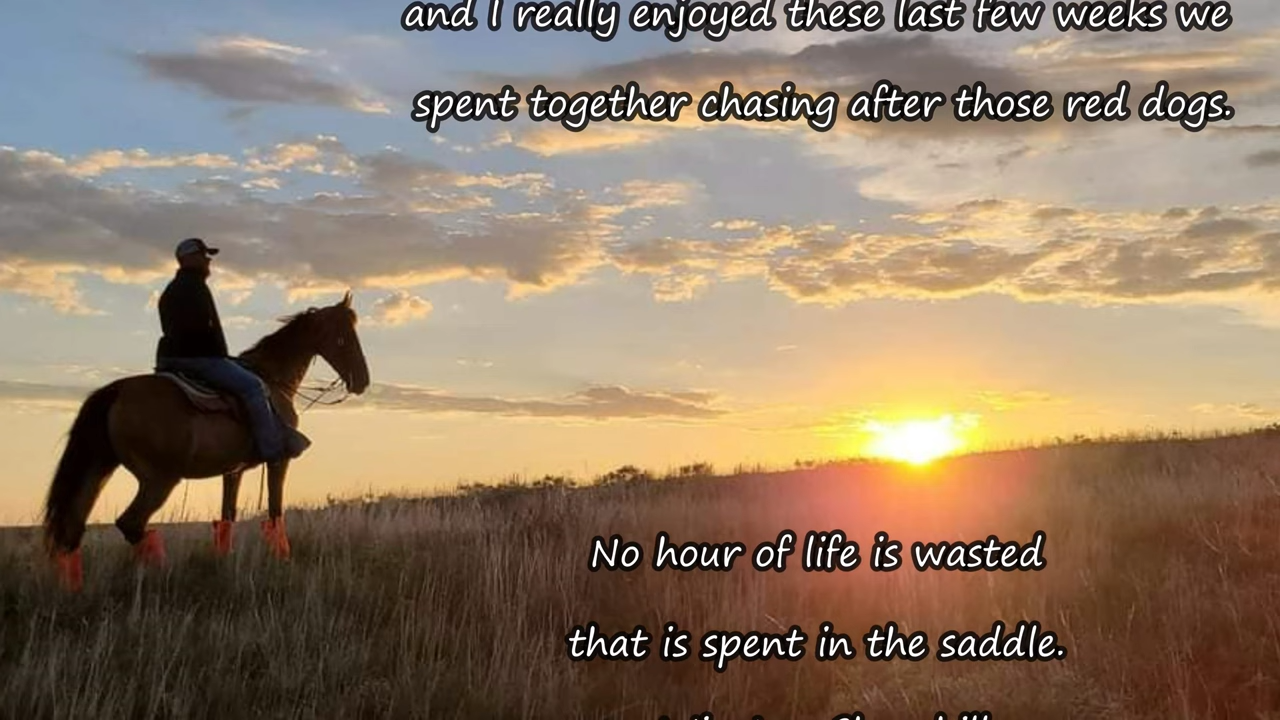 and I really enjoyed these last few weeks we
spent together chasing after those red dogs.
No hour of life is wasted
that is spent in the saddle.